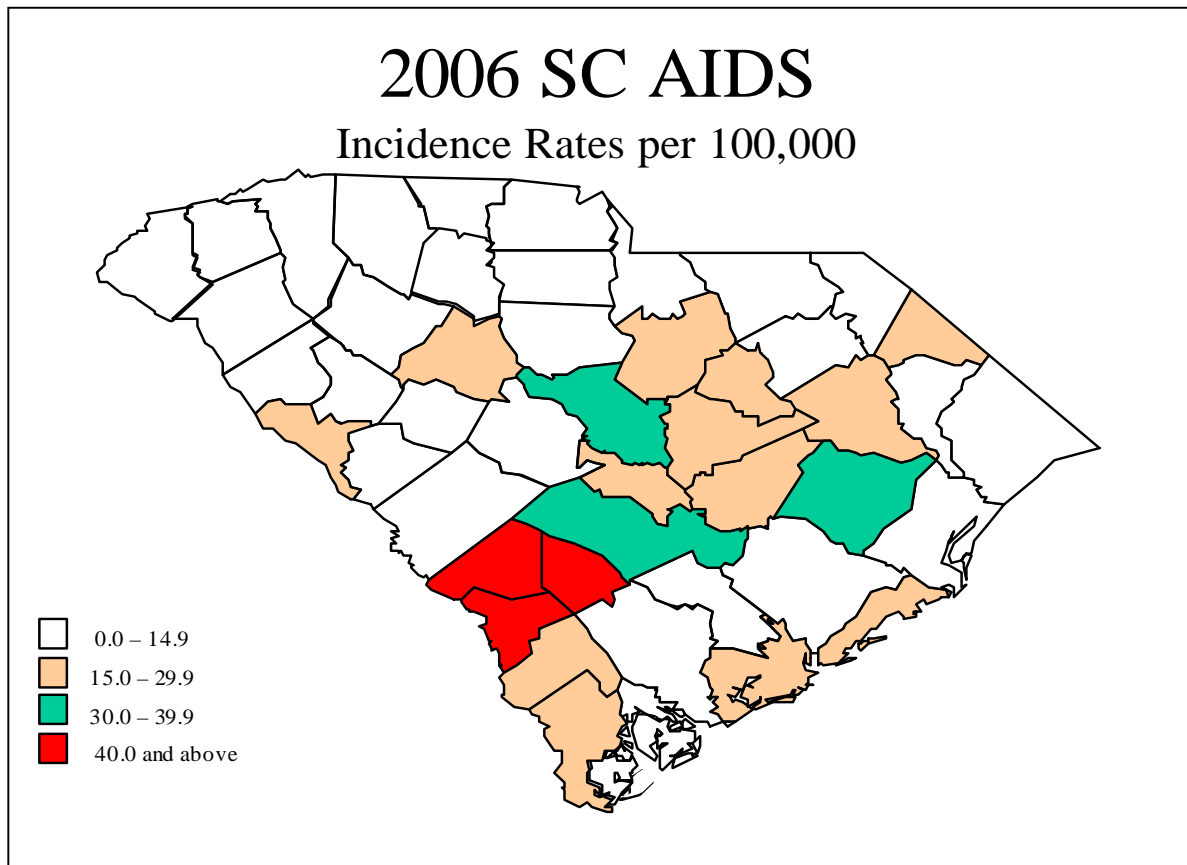 2006 SC AIDS
Incidence Rates per 100,000
0.0 – 14.9
15.0 – 29.9
30.0 – 39.9
40.0 and above